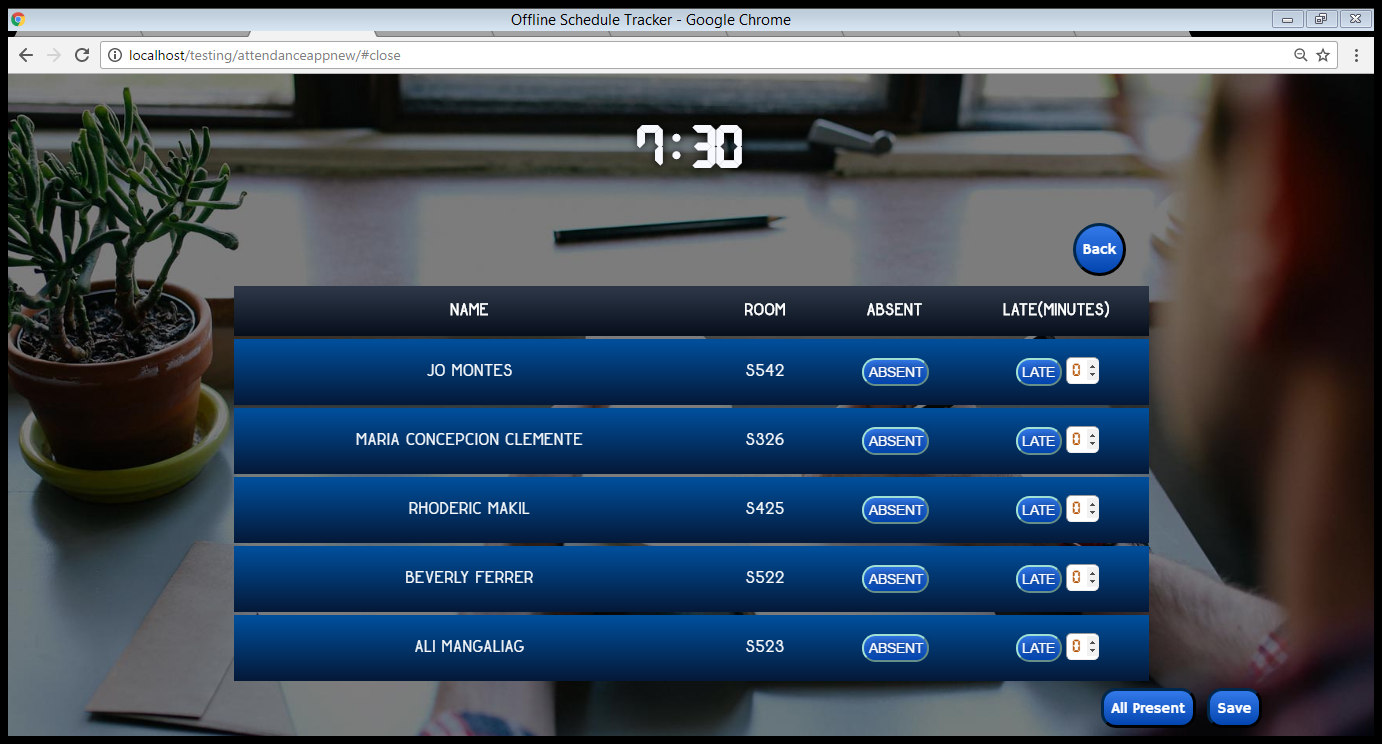 Offline Schedule Tracker - Google Chrome
localhost/testing/attendanceappnew/#close
7:30
Back
NAME ROOM ABSENT LATE(MINUTES)
JO MONTES S542 ABSENT LATE 0
MARIA CONCEPCION CLEMENTE S326 ABSENT LATE 0
RHODERIC MAKIL S425 ABSENT LATE 0
BEVERLY FERRER S522 ABSENT LATE 0
ALI MANGALIAG S523 ABSENT LATE 0
All Present Save